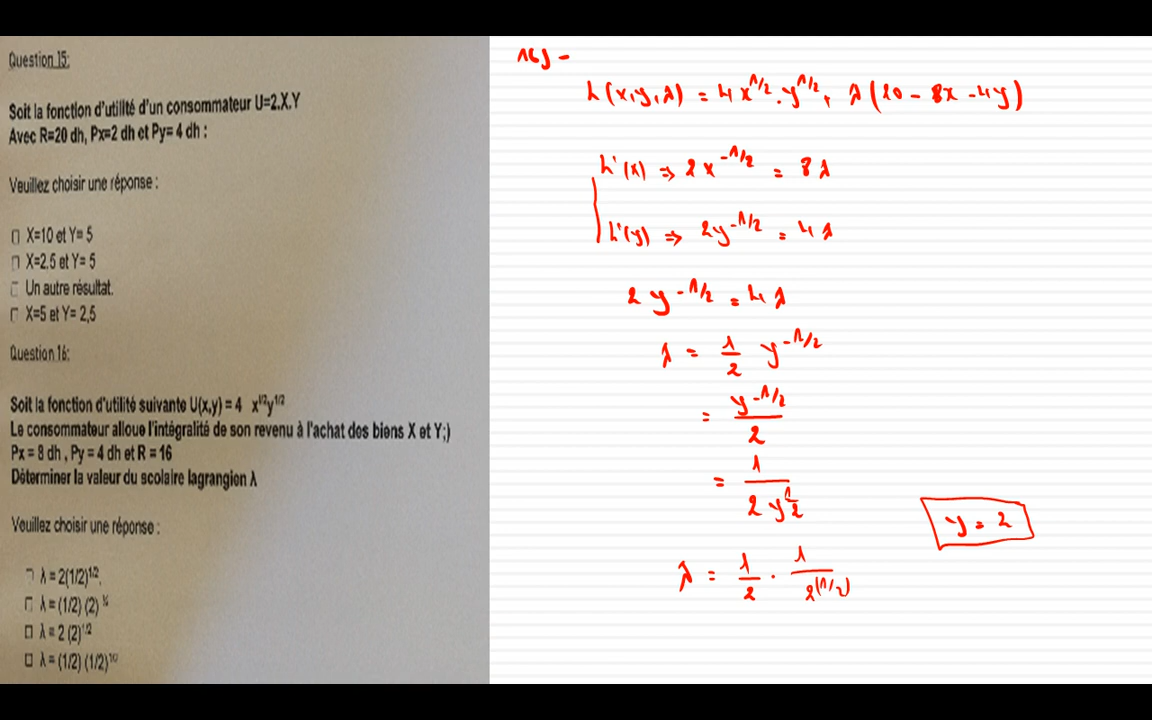 Question 15:
Soit la fonction d'utilité d'un consommateur U=2.X.Y
Avec R=20 dh, Px=2 dh et Py= 4 dh :
Veuillez choisir une réponse :
X=10 et Y= 5
X=2,5 et Y= 5
Un autre résultat.
X=5 et Y= 2,5
Question 16:
Soit la fonction d'utilité suivante U(x,y) = 4 x^1/2 y^1/2
Le consommateur alloue l'intégralité de son revenu à l'achat des biens X et Y;)
Px = 8 dh , Py = 4 dh et R = 16
Déterminer la valeur du scolaire lagrangien λ
Veuillez choisir une réponse :
λ = 2(1/2)^1/2.
λ = (1/2) (2)
λ = 2 (2)^1/2
λ = (1/2) (1/2)
16) -
L(x,y,λ) = 4x^1/2 . y^1/2 + λ(20 - 8x - 4y)
L'(x) ⇒ 2x^-1/2 = 8λ
L'(y) ⇒ 2y^-1/2 = 4λ
2y^-1/2 = 4λ
λ = 1/2 y^-1/2
= y^-1/2 / 2
= 1 / 2y^1/2
y = 2
λ = 1/2 . 1 / 2^(1/2)